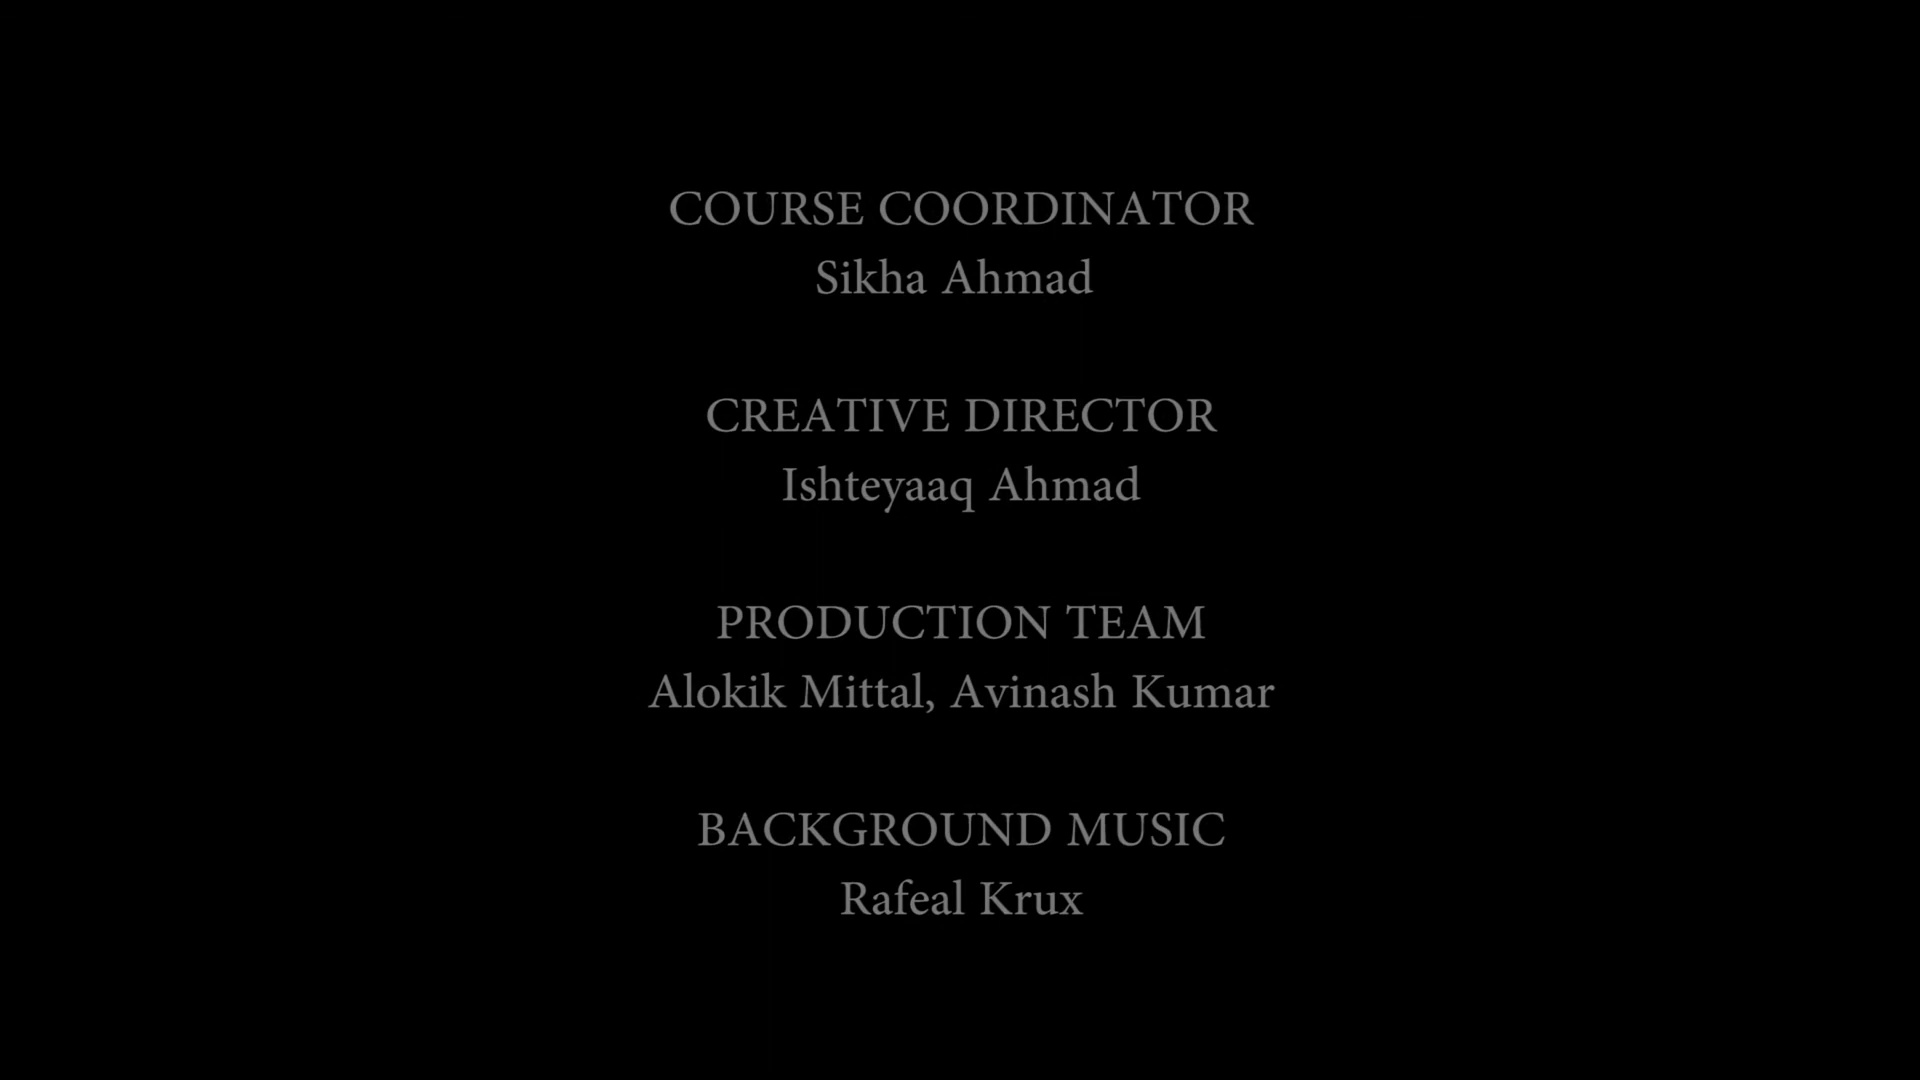 COURSE COORDINATOR
Sikha Ahmad
CREATIVE DIRECTOR
Ishteyaaq Ahmad
PRODUCTION TEAM
Alokik Mittal, Avinash Kumar
BACKGROUND MUSIC
Rafeal Krux